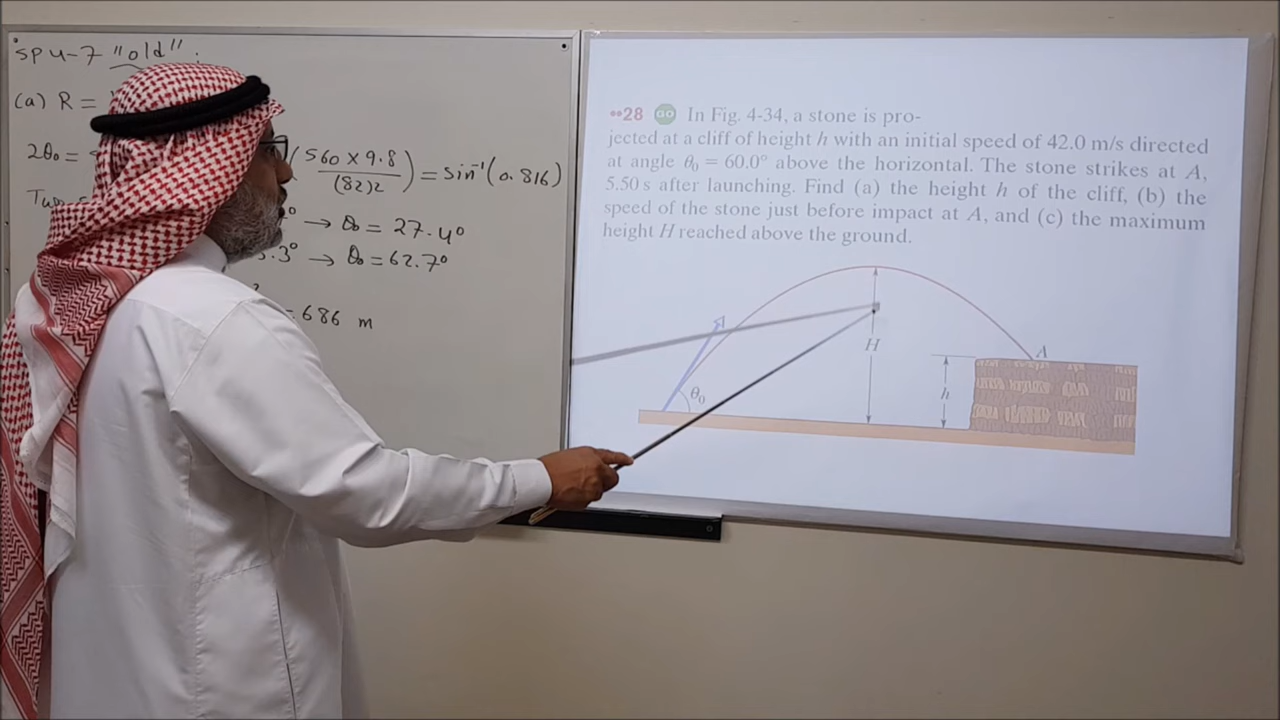 SP4-7 "old":
(a) R =
2θ₀ =
(560 × 9.8 / (82)2) = sin⁻¹(0.816)
→ θ₀ = 27.4°
.3° → θ₀ = 62.7°
686 m
••28 GO In Fig. 4-34, a stone is pro-
jected at a cliff of height h with an initial speed of 42.0 m/s directed
at angle θ₀ = 60.0° above the horizontal. The stone strikes at A,
5.50 s after launching. Find (a) the height h of the cliff, (b) the
speed of the stone just before impact at A, and (c) the maximum
height H reached above the ground.
A
H
h
θ₀